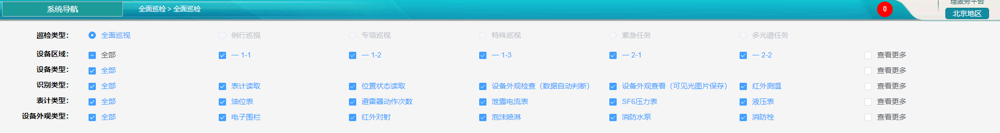 理服务平台
系统导航 全面巡检 > 全面巡检 0 北京地区
巡检类型： 全面巡视 例行巡视 专项巡视 特殊巡视 紧急任务 多光谱任务
设备区域： 全部 一 1-1 一 1-2 一 1-3 一 2-1 一 2-2 查看更多
设备类型： 全部 查看更多
识别类型： 全部 表计读取 位置状态读取 设备外观检查（数据自动判断） 设备外观查看（可见光图片保存） 红外测温 查看更多
表计类型： 全部 油位表 避雷器动作次数 泄露电流表 SF6压力表 液压表 查看更多
设备外观类型： 全部 电子围栏 红外对射 泡沫喷淋 消防水泵 消防栓 查看更多